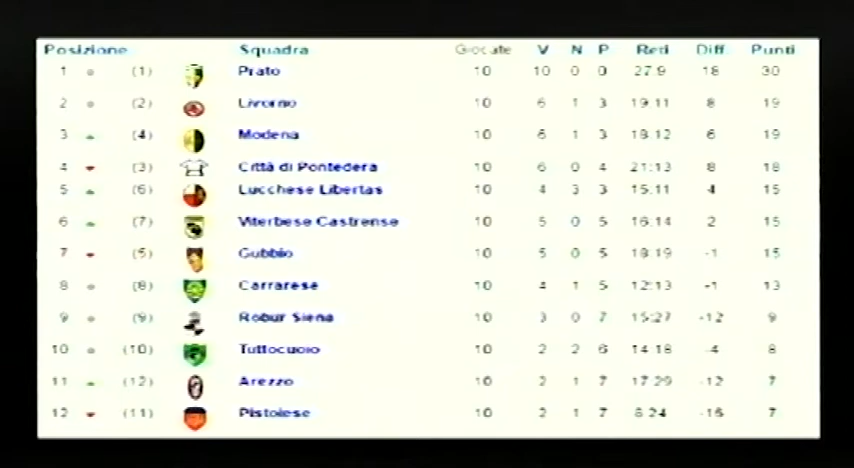 Posizione Squadra Giocate V N P Reti Diff. Punti
1 (1) Prato 10 10 0 0 27:9 18 30
2 (2) Livorno 10 6 1 3 19:11 8 19
3 (4) Modena 10 6 1 3 18:12 6 19
4 (3) Città di Pontedera 10 6 0 4 21:13 8 18
5 (6) Lucchese Libertas 10 4 3 3 15:11 4 15
6 (7) Viterbese Castrense 10 5 0 5 16:14 2 15
7 (5) Gubbio 10 5 0 5 18:19 -1 15
8 (8) Carrarese 10 4 1 5 12:13 -1 13
9 (9) Robur Siena 10 3 0 7 15:27 -12 9
10 (10) Tuttocuoio 10 2 2 6 14:18 -4 8
11 (12) Arezzo 10 2 1 7 17:29 -12 7
12 (11) Pistoiese 10 2 1 7 8:24 -16 7